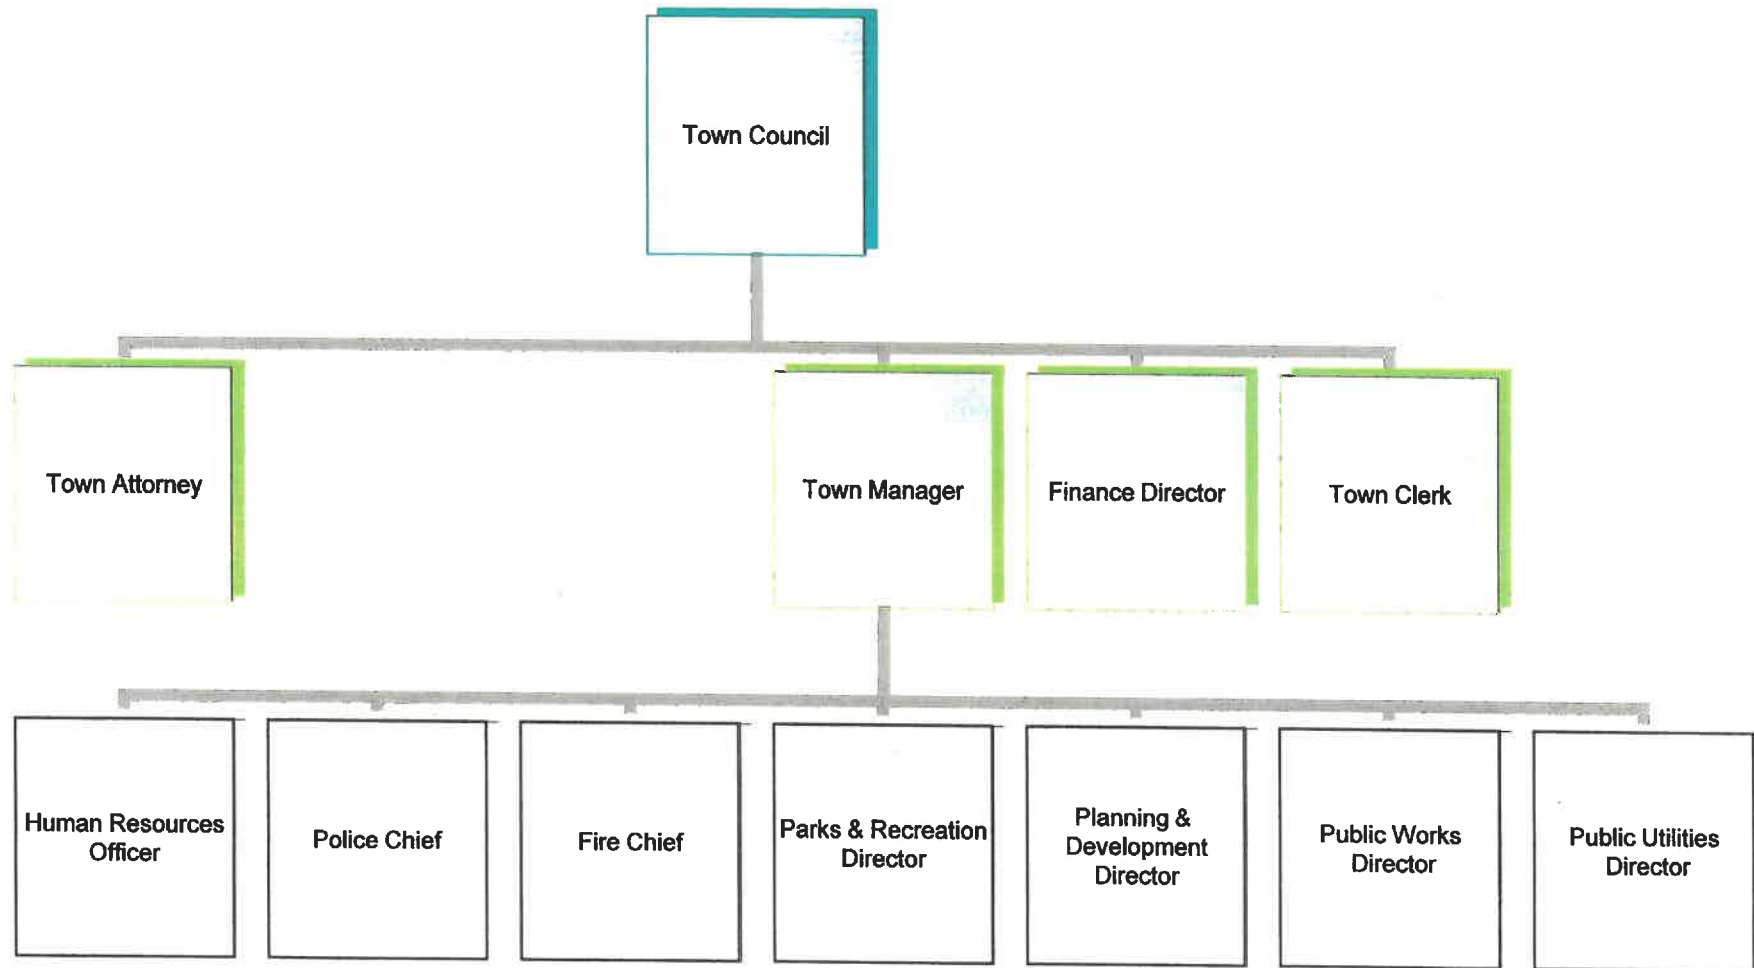 Town Council
Town Attorney
Town Manager
Finance Director
Town Clerk
Human Resources
Officer
Police Chief
Fire Chief
Parks & Recreation
Director
Planning &
Development
Director
Public Works
Director
Public Utilities
Director